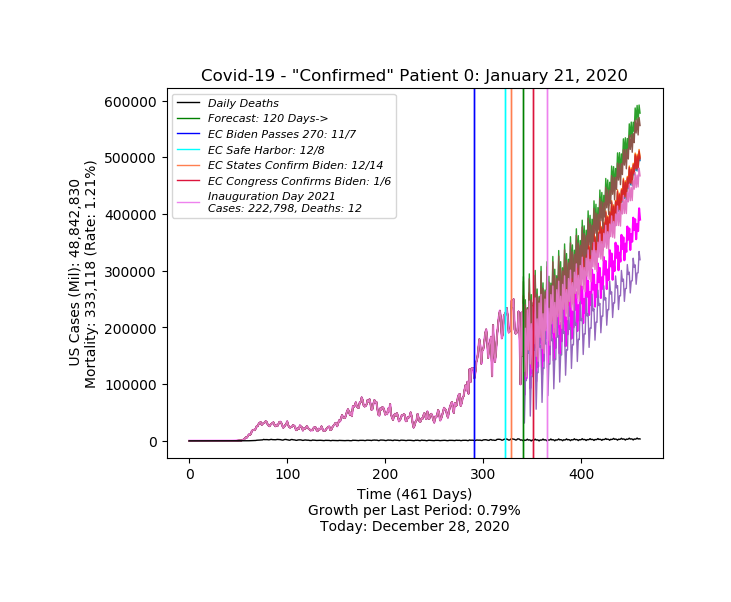 Covid-19 - "Confirmed" Patient 0: January 21, 2020
Daily Deaths
Forecast: 120 Days->
EC Biden Passes 270: 11/7
EC Safe Harbor: 12/8
EC States Confirm Biden: 12/14
EC Congress Confirms Biden: 1/6
Inauguration Day 2021
Cases: 222,798, Deaths: 12
US Cases (Mil): 48,842,830
Mortality: 333,118 (Rate: 1.21%)
600000
500000
400000
300000
200000
100000
0
0 100 200 300 400
Time (461 Days)
Growth per Last Period: 0.79%
Today: December 28, 2020